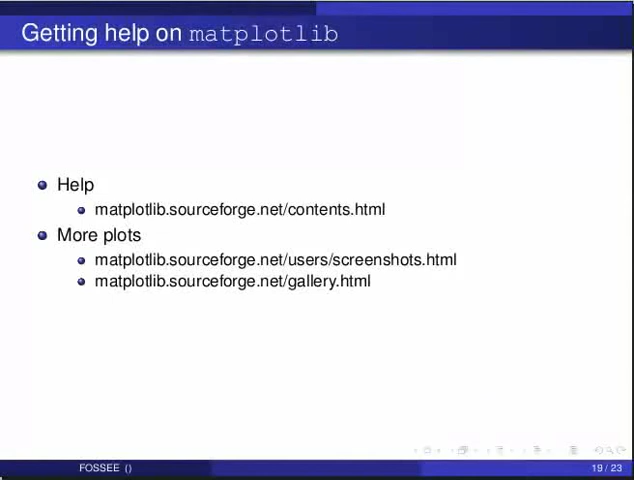 Getting help on matplotlib
Help
matplotlib.sourceforge.net/contents.html
More plots
matplotlib.sourceforge.net/users/screenshots.html
matplotlib.sourceforge.net/gallery.html
FOSSEE ()
19 / 23